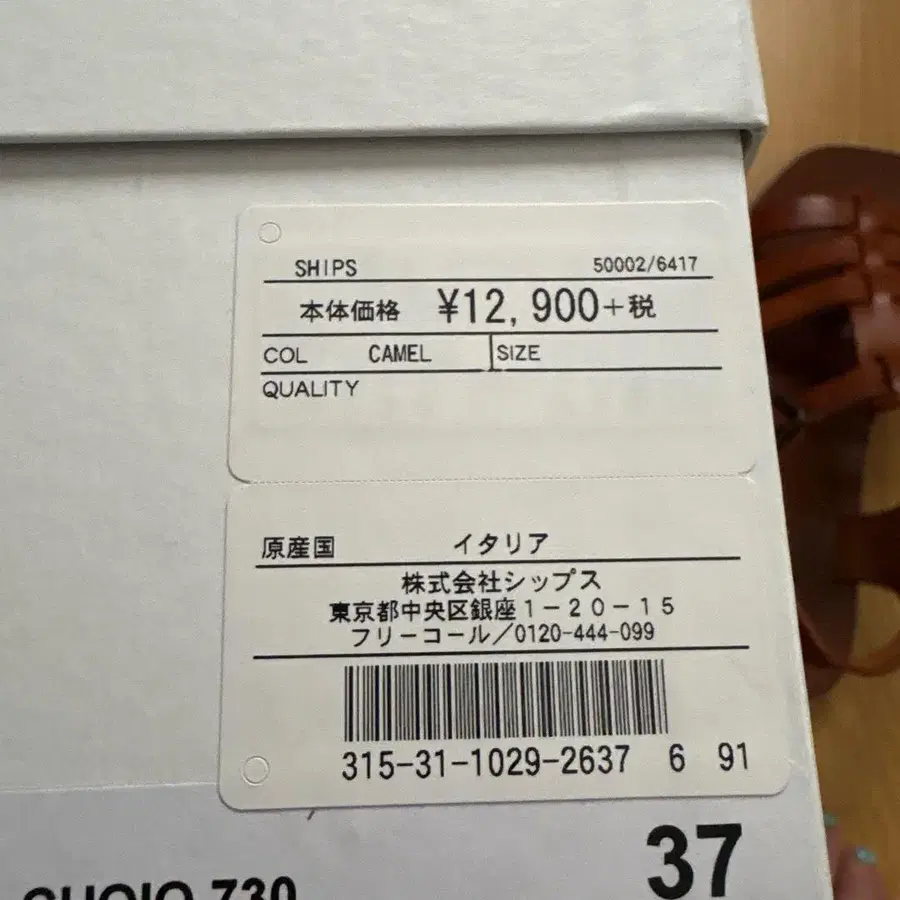 SHIPS 50002/6417
本体価格 ¥12,900+税
COL CAMEL SIZE
QUALITY
原産国 イタリア
株式会社シップス
東京都中央区銀座1-20-15
フリーコール/0120-444-099
315-31-1029-2637 6 91
37
CUOIO 730